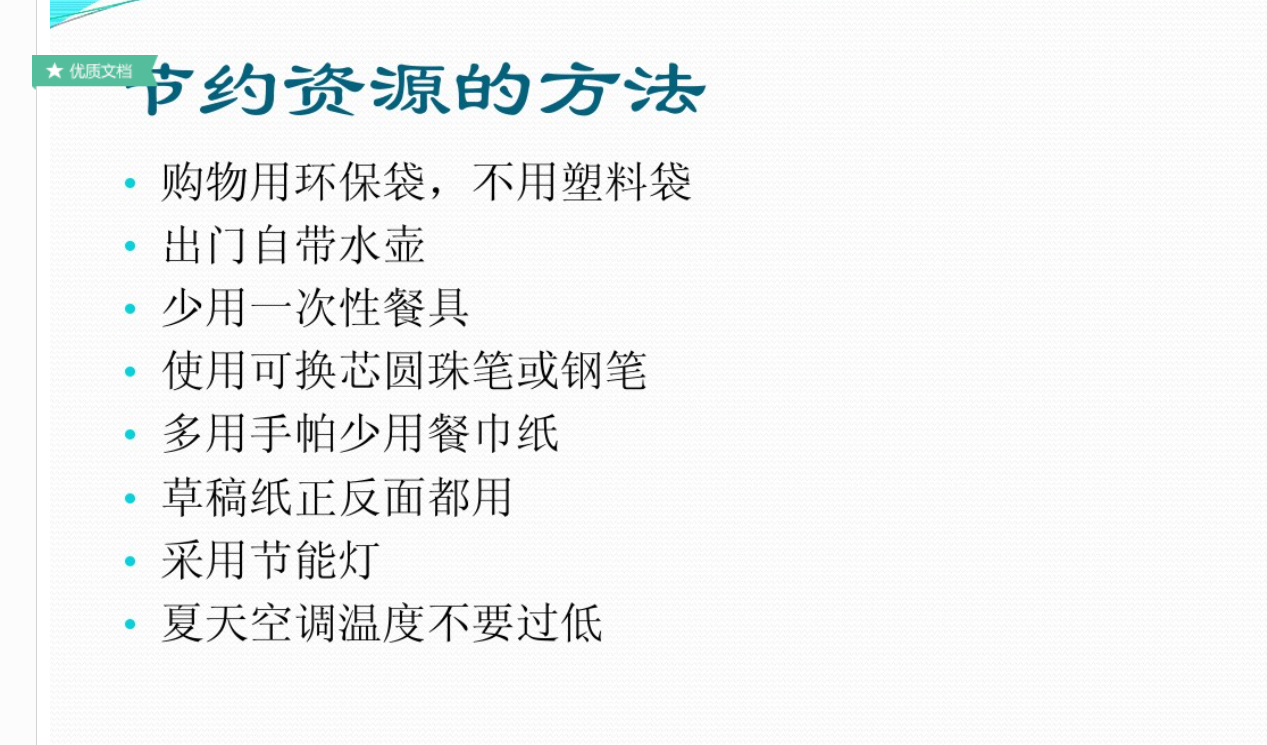 优质文档
节约资源的方法
购物用环保袋，不用塑料袋
出门自带水壶
少用一次性餐具
使用可换芯圆珠笔或钢笔
多用手帕少用餐巾纸
草稿纸正反面都用
采用节能灯
夏天空调温度不要过低